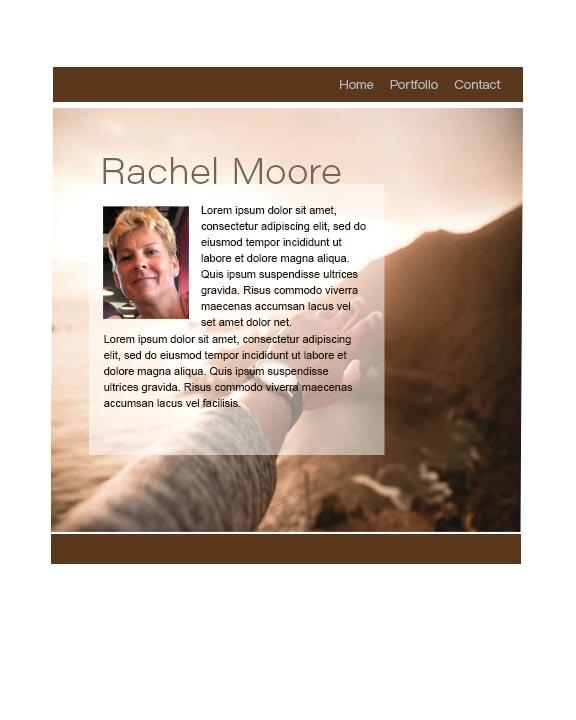 Home Portfolio Contact
Rachel Moore
Lorem ipsum dolor sit amet,
consectetur adipiscing elit, sed do
eiusmod tempor incididunt ut
labore et dolore magna aliqua.
Quis ipsum suspendisse ultrices
gravida. Risus commodo viverra
maecenas accumsan lacus vel
set amet dolor net.
Lorem ipsum dolor sit amet, consectetur adipiscing
elit, sed do eiusmod tempor incididunt ut labore et
dolore magna aliqua. Quis ipsum suspendisse
ultrices gravida. Risus commodo viverra maecenas
accumsan lacus vel facilisis.